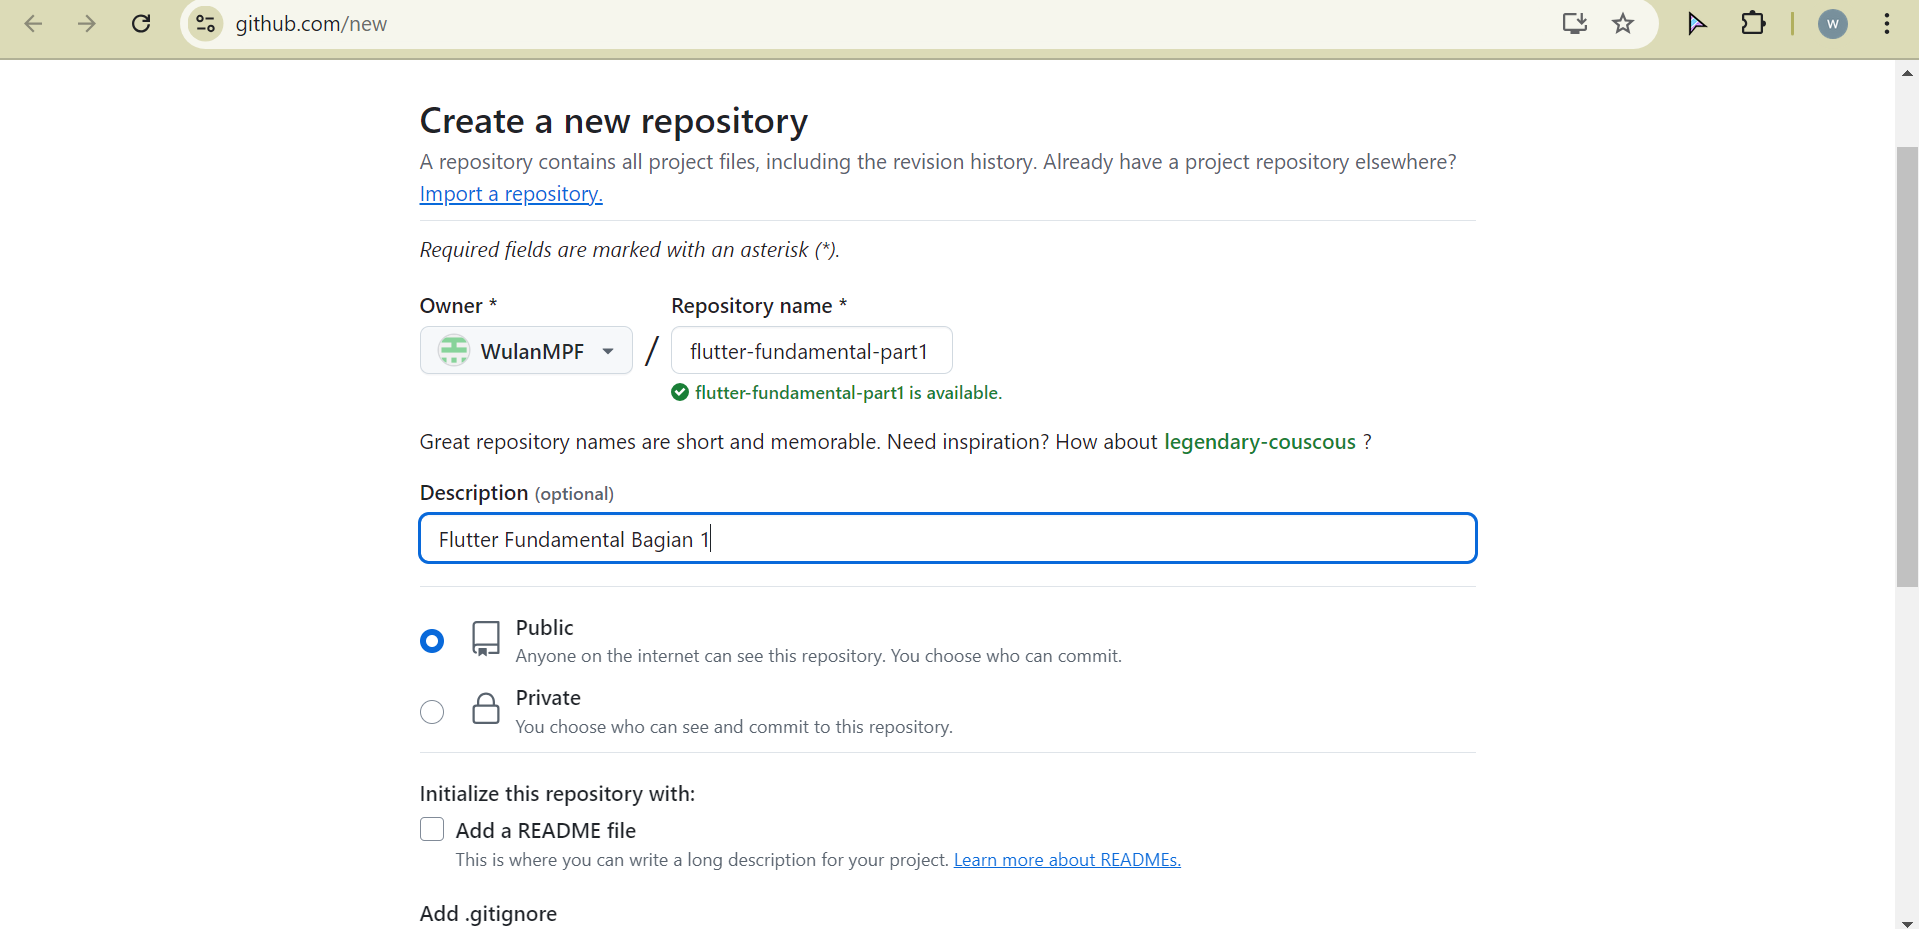 github.com/new
W
Create a new repository
A repository contains all project files, including the revision history. Already have a project repository elsewhere?
Import a repository.
Required fields are marked with an asterisk (*).
Owner *
Repository name *
WulanMPF
/
flutter-fundamental-part1
flutter-fundamental-part1 is available.
Great repository names are short and memorable. Need inspiration? How about legendary-couscous ?
Description (optional)
Flutter Fundamental Bagian 1
Public
Anyone on the internet can see this repository. You choose who can commit.
Private
You choose who can see and commit to this repository.
Initialize this repository with:
Add a README file
This is where you can write a long description for your project. Learn more about READMEs.
Add .gitignore